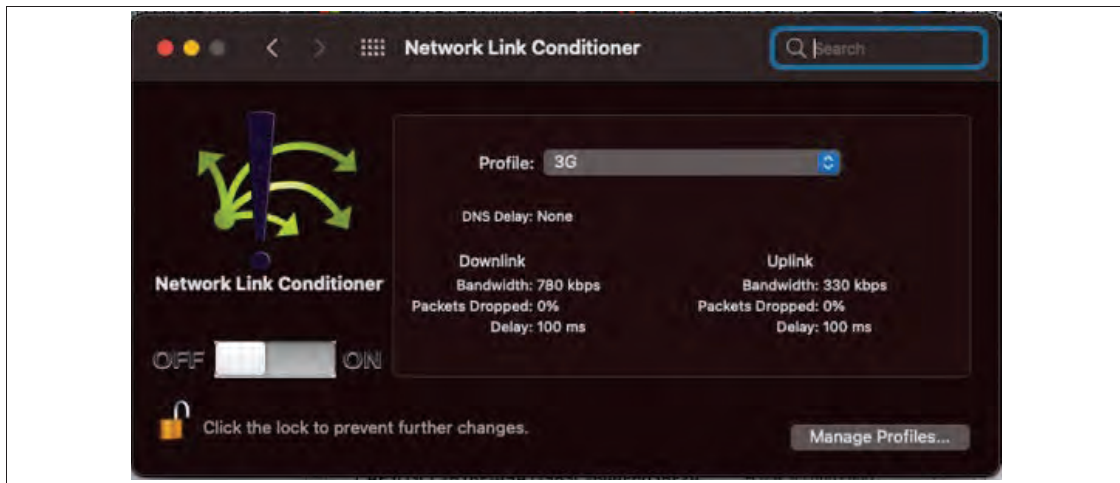 Network Link Conditioner
Search
Profile: 3G
DNS Delay: None
Downlink
Bandwidth: 780 kbps
Packets Dropped: 0%
Delay: 100 ms
Uplink
Bandwidth: 330 kbps
Packets Dropped: 0%
Delay: 100 ms
Network Link Conditioner
OFF ON
Click the lock to prevent further changes.
Manage Profiles...